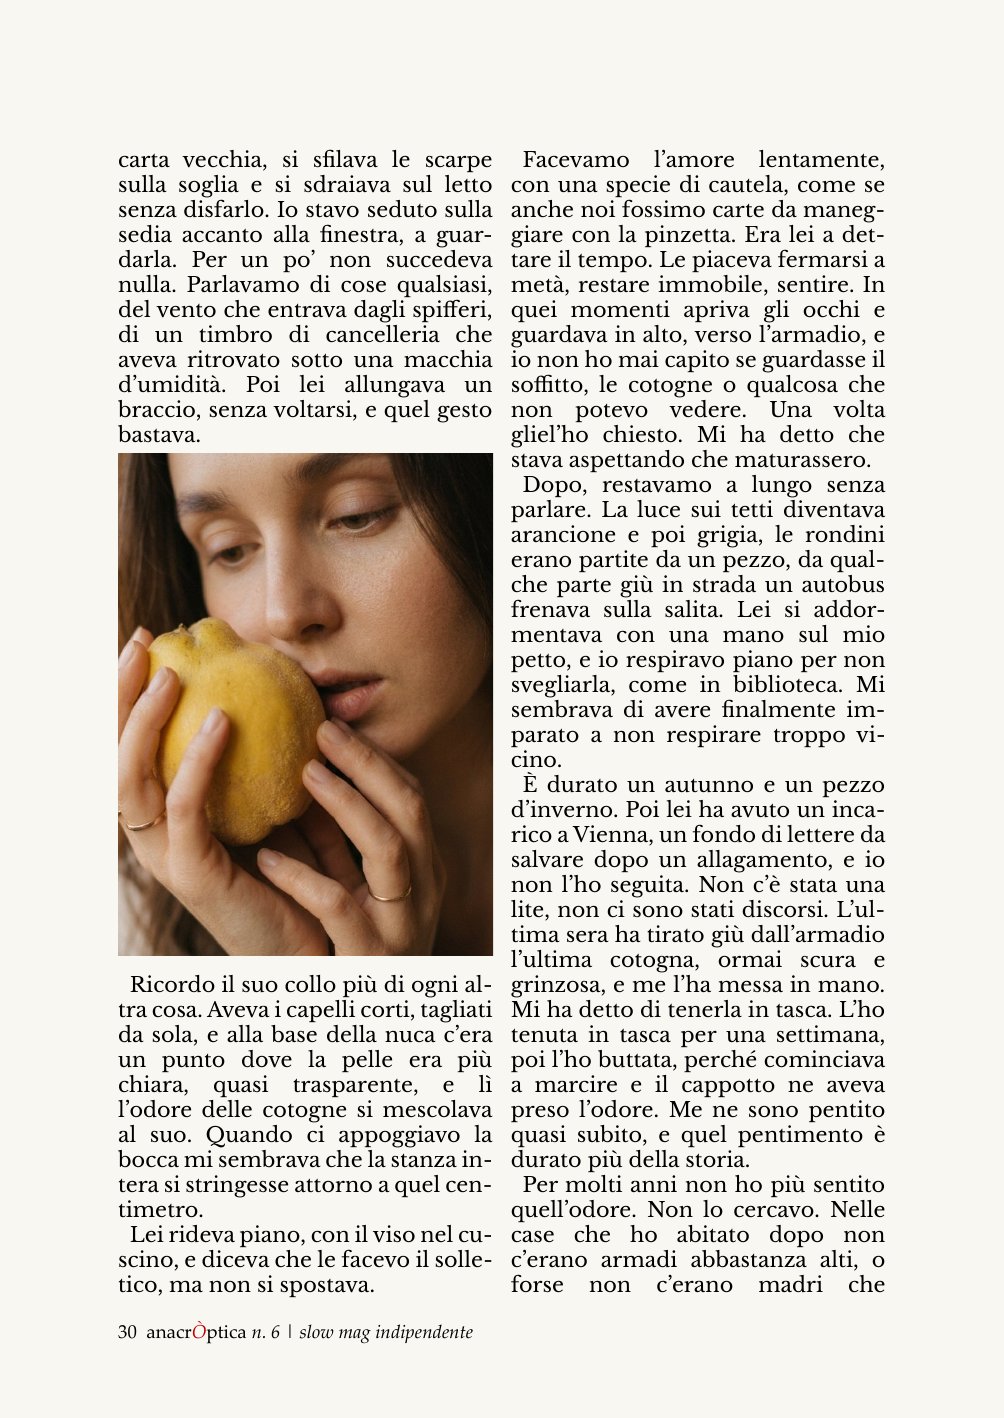 carta vecchia, si sfilava le scarpe
sulla soglia e si sdraiava sul letto
senza disfarlo. Io stavo seduto sulla
sedia accanto alla finestra, a guar-
darla. Per un po’ non succedeva
nulla. Parlavamo di cose qualsiasi,
del vento che entrava dagli spifferi,
di un timbro di cancelleria che
aveva ritrovato sotto una macchia
d’umidità. Poi lei allungava un
braccio, senza voltarsi, e quel gesto
bastava.
Ricordo il suo collo più di ogni al-
tra cosa. Aveva i capelli corti, tagliati
da sola, e alla base della nuca c’era
un punto dove la pelle era più
chiara, quasi trasparente, e lì
l’odore delle cotogne si mescolava
al suo. Quando ci appoggiavo la
bocca mi sembrava che la stanza in-
tera si stringesse attorno a quel cen-
timetro.
Lei rideva piano, con il viso nel cu-
scino, e diceva che le facevo il solle-
tico, ma non si spostava.
Facevamo l’amore lentamente,
con una specie di cautela, come se
anche noi fossimo carte da maneg-
giare con la pinzetta. Era lei a det-
tare il tempo. Le piaceva fermarsi a
metà, restare immobile, sentire. In
quei momenti apriva gli occhi e
guardava in alto, verso l’armadio, e
io non ho mai capito se guardasse il
soffitto, le cotogne o qualcosa che
non potevo vedere. Una volta
gliel’ho chiesto. Mi ha detto che
stava aspettando che maturassero.
Dopo, restavamo a lungo senza
parlare. La luce sui tetti diventava
arancione e poi grigia, le rondini
erano partite da un pezzo, da qual-
che parte giù in strada un autobus
frenava sulla salita. Lei si addor-
mentava con una mano sul mio
petto, e io respiravo piano per non
svegliarla, come in biblioteca. Mi
sembrava di avere finalmente im-
parato a non respirare troppo vi-
cino.
È durato un autunno e un pezzo
d’inverno. Poi lei ha avuto un inca-
rico a Vienna, un fondo di lettere da
salvare dopo un allagamento, e io
non l’ho seguita. Non c’è stata una
lite, non ci sono stati discorsi. L’ul-
tima sera ha tirato giù dall’armadio
l’ultima cotogna, ormai scura e
grinzosa, e me l’ha messa in mano.
Mi ha detto di tenerla in tasca. L’ho
tenuta in tasca per una settimana,
poi l’ho buttata, perché cominciava
a marcire e il cappotto ne aveva
preso l’odore. Me ne sono pentito
quasi subito, e quel pentimento è
durato più della storia.
Per molti anni non ho più sentito
quell’odore. Non lo cercavo. Nelle
case che ho abitato dopo non
c’erano armadi abbastanza alti, o
forse non c’erano madri che
30 anacrÒptica n. 6 | slow mag indipendente